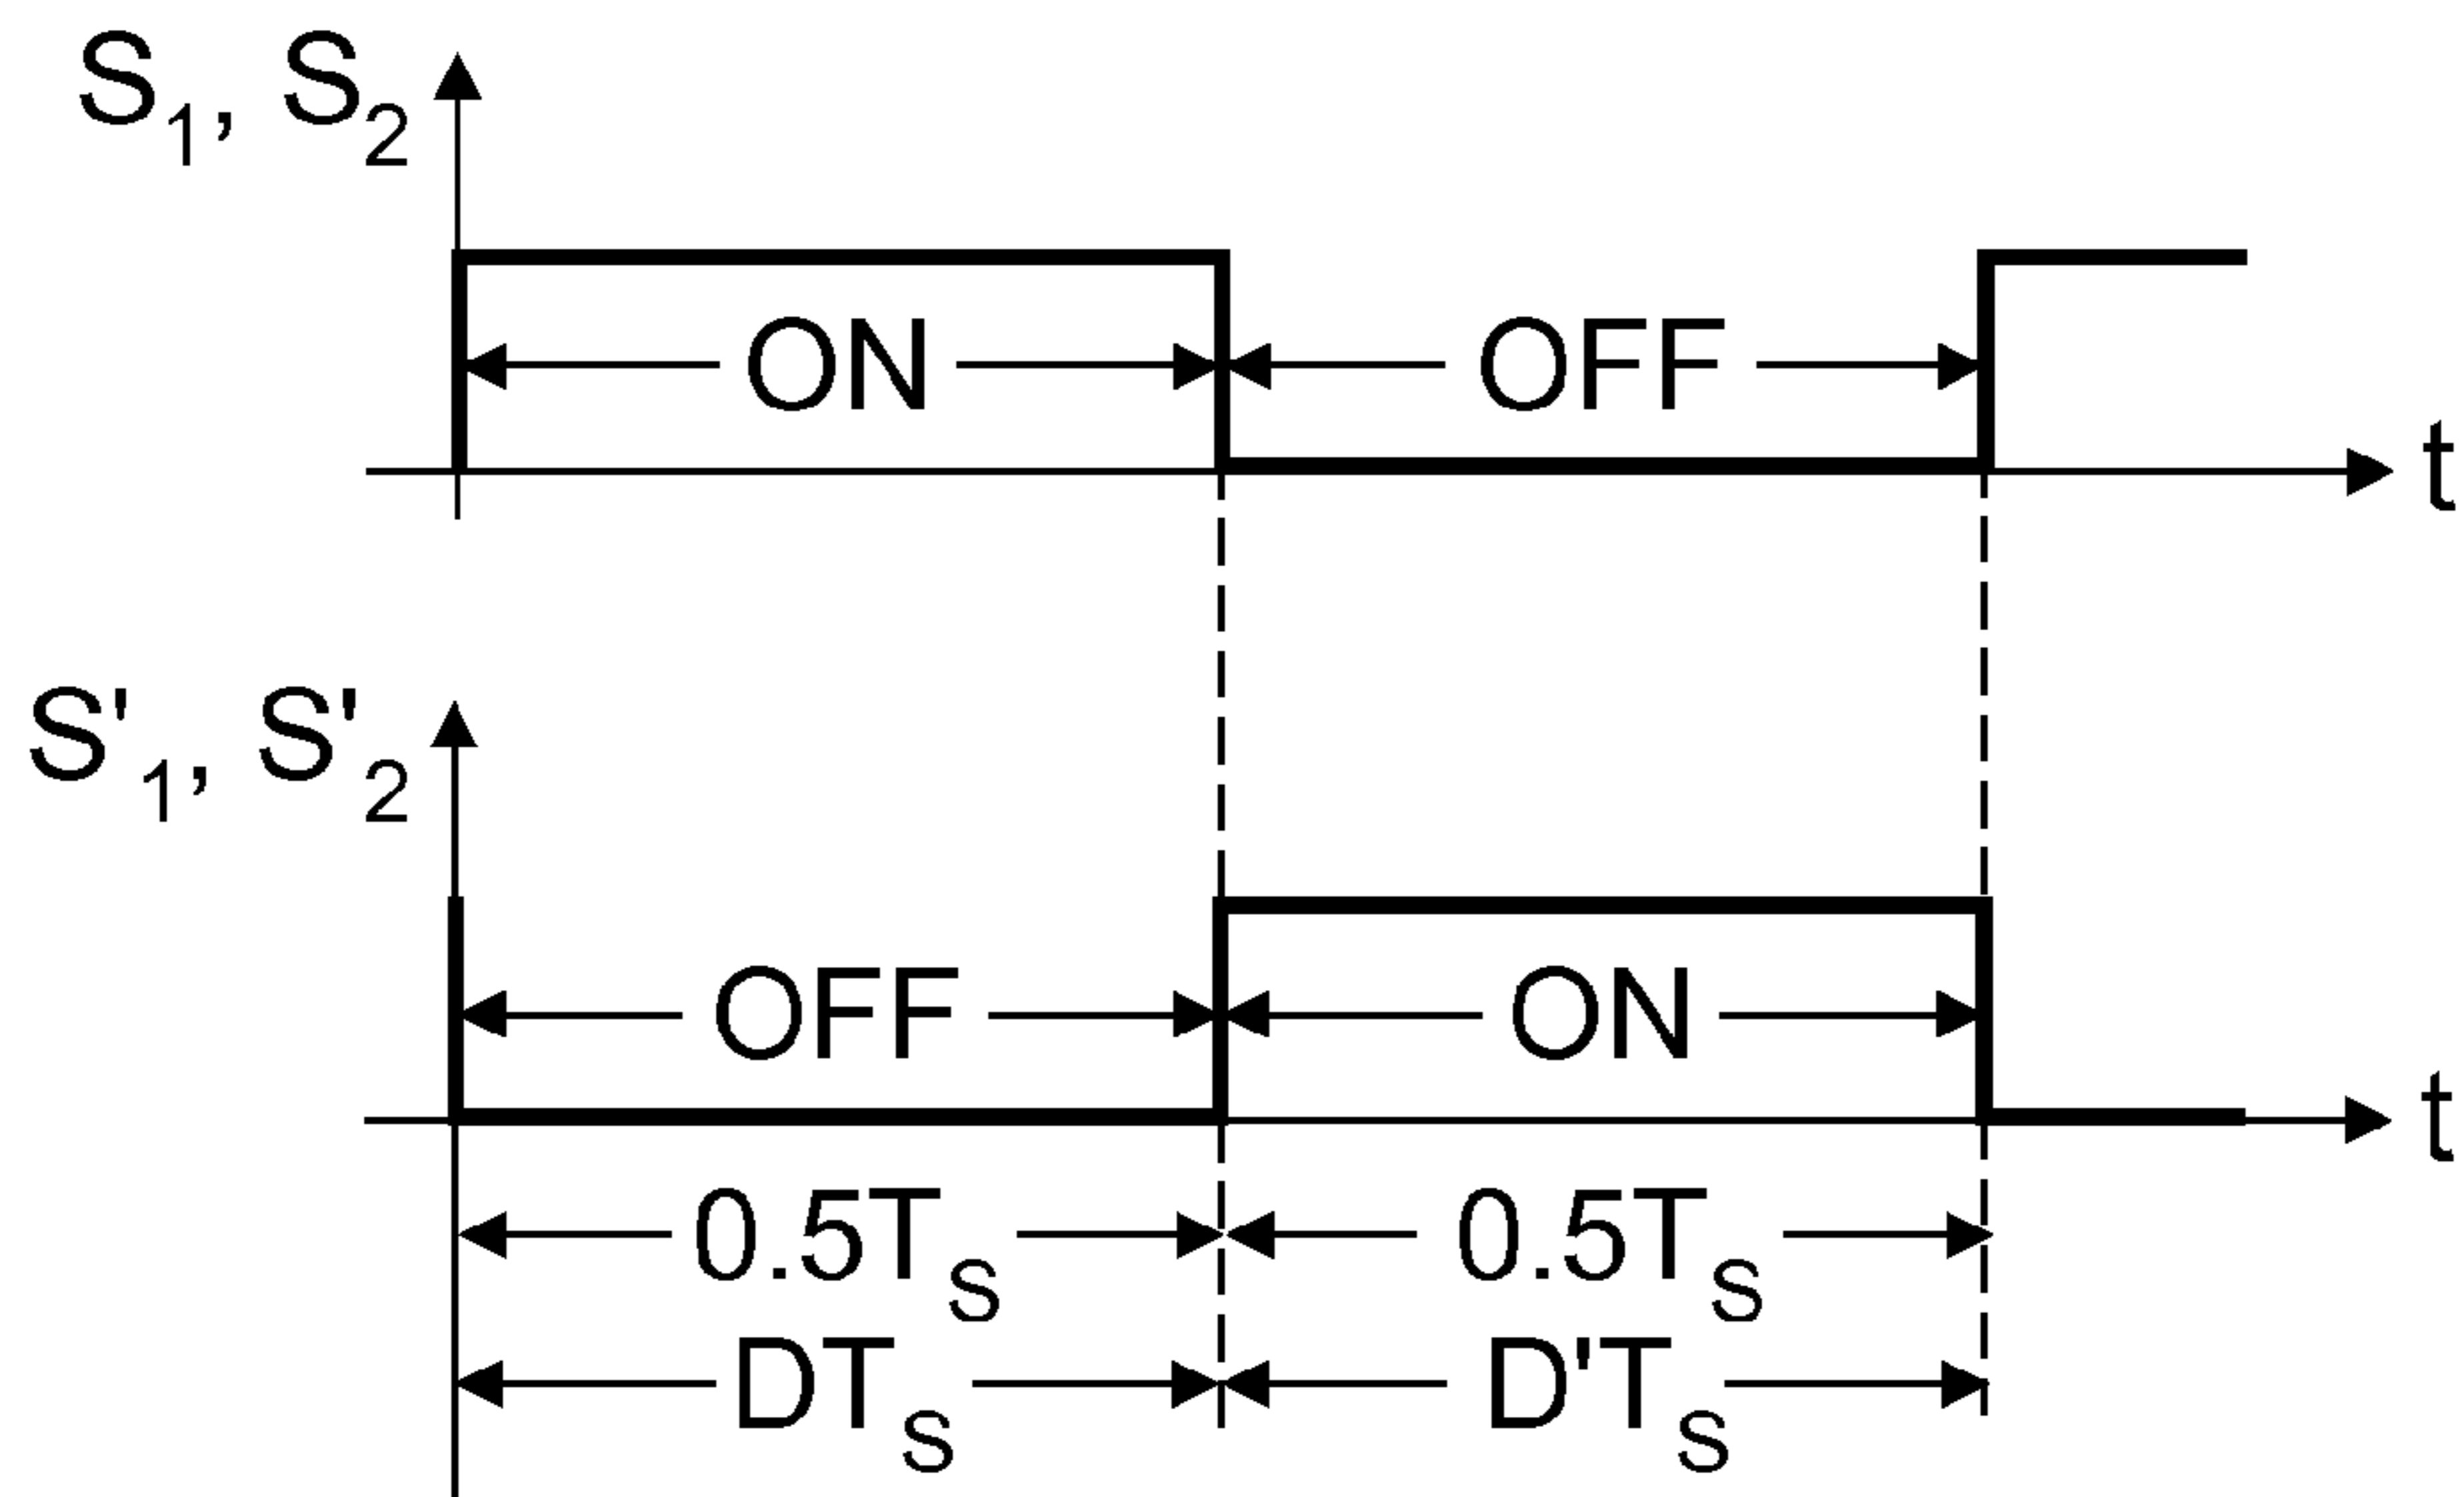 S₁, S₂
ON OFF
t
S'₁, S'₂
OFF ON
t
0.5Tₛ 0.5Tₛ
DTₛ D'Tₛ